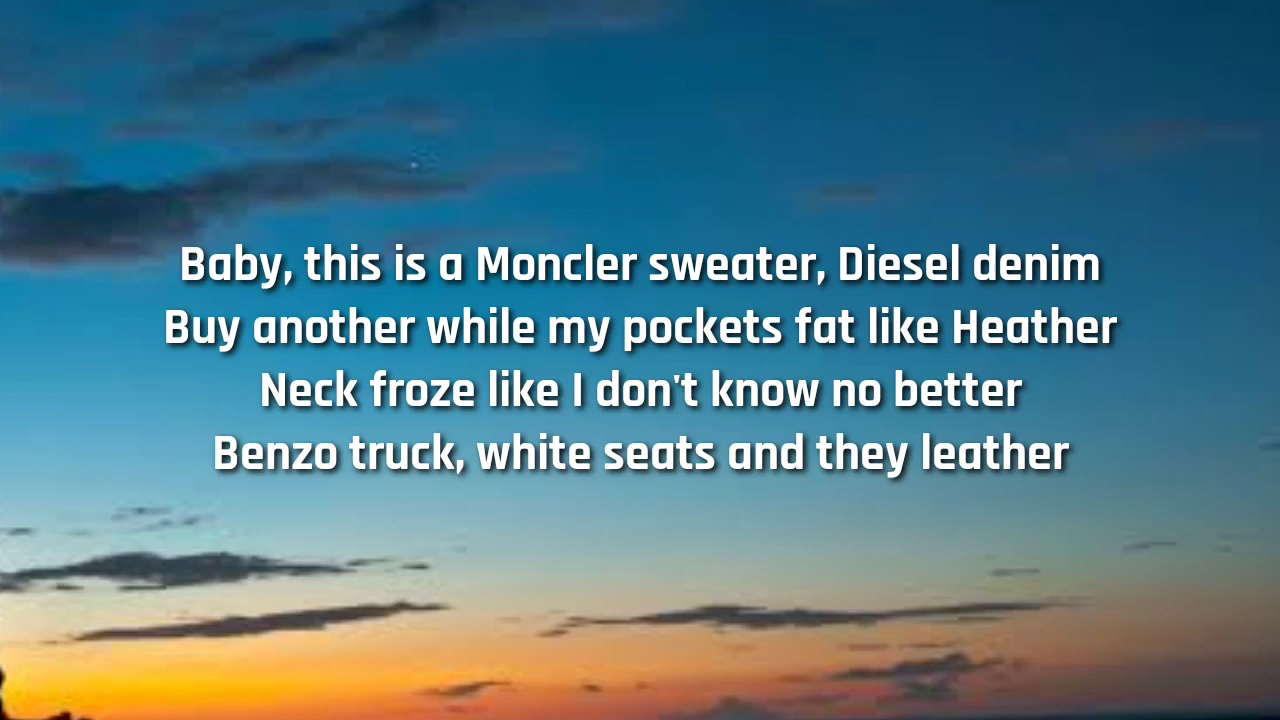 Baby, this is a Moncler sweater, Diesel denim
Buy another while my pockets fat like Heather
Neck froze like I don't know no better
Benzo truck, white seats and they leather